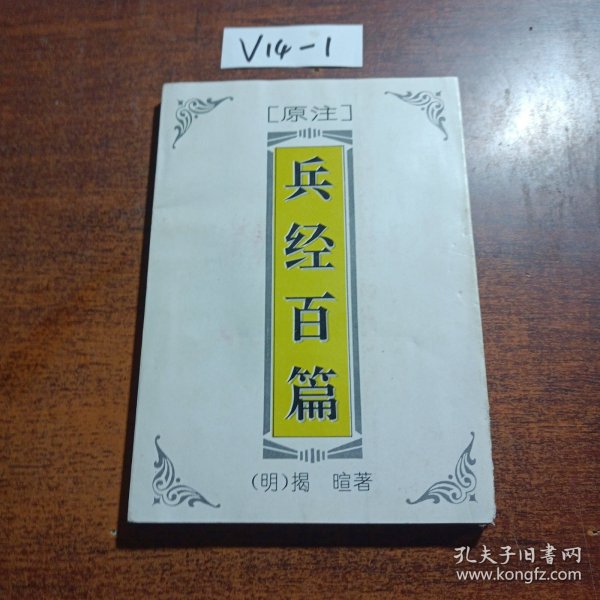 V14-1
[原注]
兵经百篇
(明)揭 暄著
孔夫子旧书网
www.kongfz.com